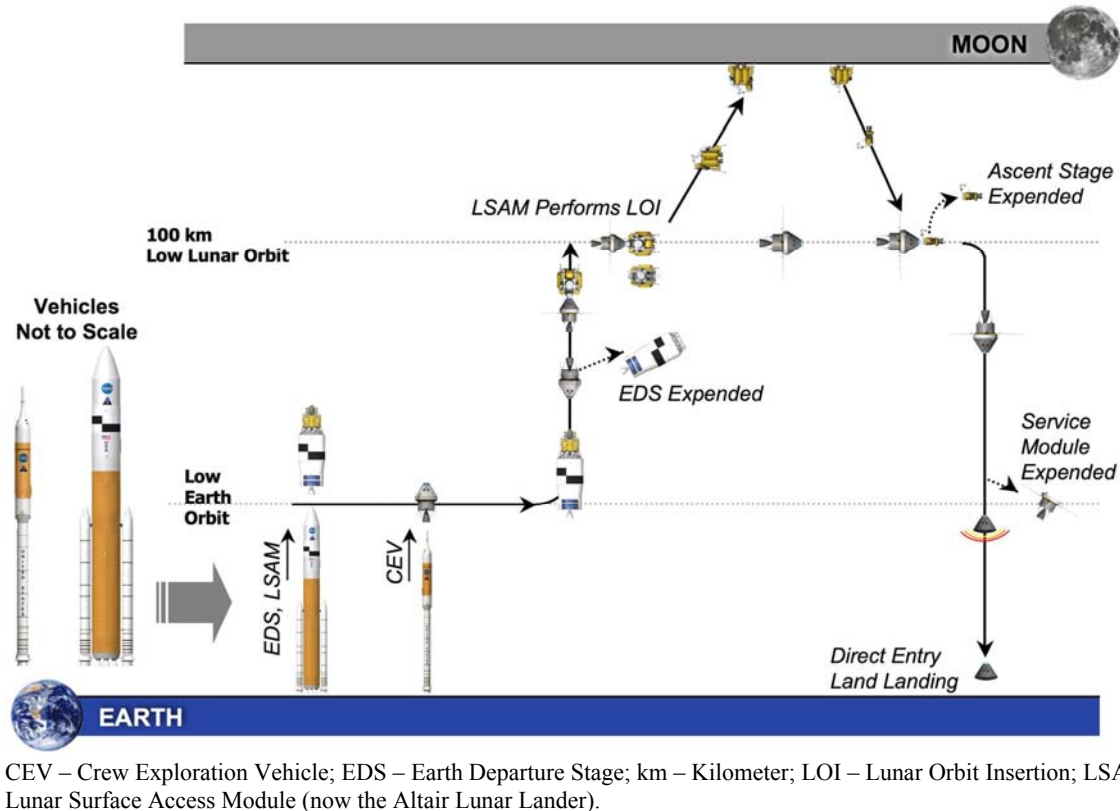 MOON
Ascent Stage
Expended
LSAM Performs LOI
100 km
Low Lunar Orbit
Vehicles
Not to Scale
EDS Expended
Service
Module
Expended
Low
Earth
Orbit
EDS, LSAM
CEV
Direct Entry
Land Landing
EARTH
CEV – Crew Exploration Vehicle; EDS – Earth Departure Stage; km – Kilometer; LOI – Lunar Orbit Insertion; LSA
Lunar Surface Access Module (now the Altair Lunar Lander).